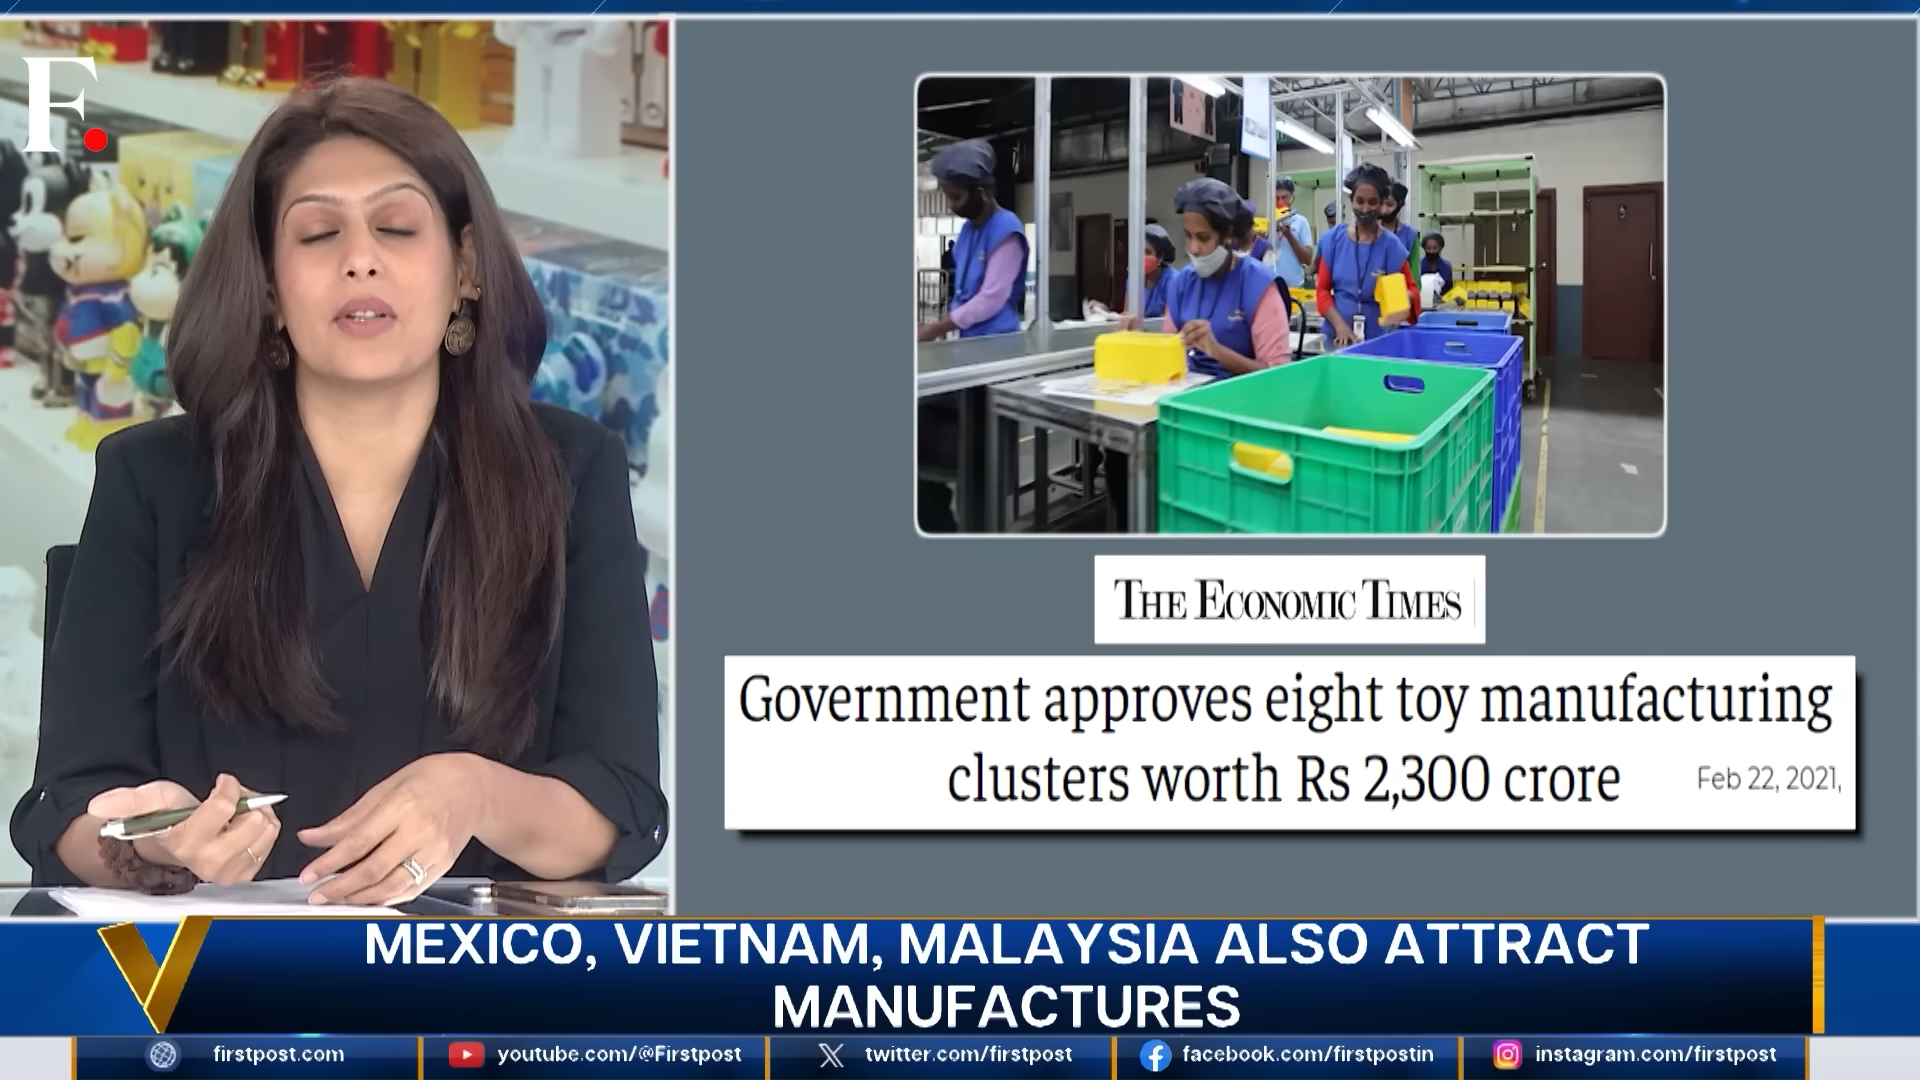 F.
THE ECONOMIC TIMES
Government approves eight toy manufacturing
clusters worth Rs 2,300 crore
Feb 22, 2021,
MEXICO, VIETNAM, MALAYSIA ALSO ATTRACT
MANUFACTURES
firstpost.com
youtube.com/@Firstpost
twitter.com/firstpost
facebook.com/firstpostin
instagram.com/firstpost